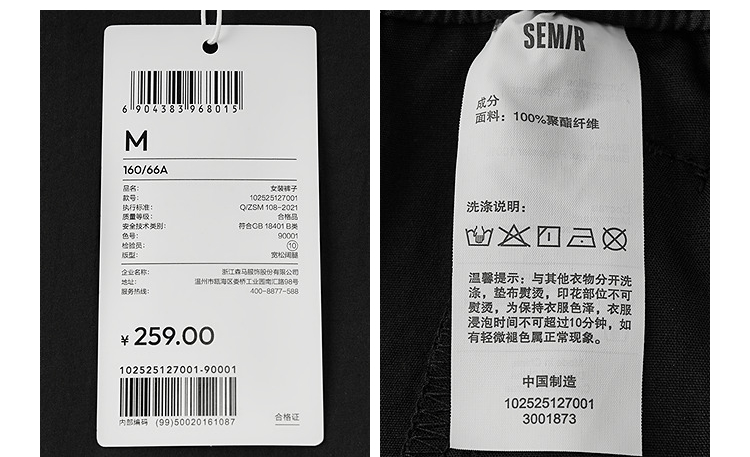 6 904383 968015
M
160/66A
品名: 女装裤子
款号: 102525127001
执行标准: Q/ZSM 108-2021
质量等级: 合格品
安全技术类别: 符合GB 18401 B类
色号: 90001
检验员: 10
版型: 宽松阔腿
企业名称: 浙江森马服饰股份有限公司
地址: 温州市瓯海区娄桥工业园南汇路98号
服务热线: 400-8877-588
¥ 259.00
102525127001-90001
内部编码 (99)50020161087
合格证
SEMIR
成分
面料: 100%聚酯纤维
洗涤说明:
温馨提示: 与其他衣物分开洗
涤, 垫布熨烫, 印花部位不可
熨烫, 为保持衣服色泽, 衣服
浸泡时间不可超过10分钟, 如
有轻微褪色属正常现象。
中国制造
102525127001
3001873